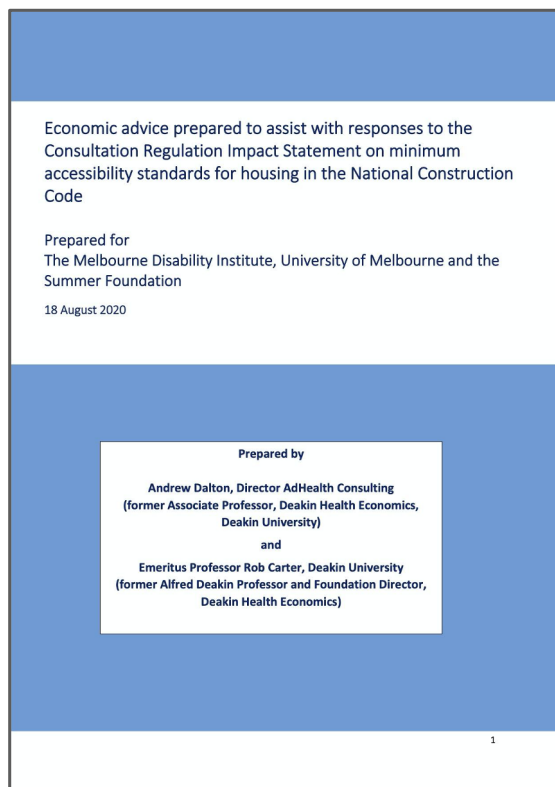 Economic advice prepared to assist with responses to the
Consultation Regulation Impact Statement on minimum
accessibility standards for housing in the National Construction
Code
Prepared for
The Melbourne Disability Institute, University of Melbourne and the
Summer Foundation
18 August 2020
Prepared by
Andrew Dalton, Director AdHealth Consulting
(former Associate Professor, Deakin Health Economics,
Deakin University)
and
Emeritus Professor Rob Carter, Deakin University
(former Alfred Deakin Professor and Foundation Director,
Deakin Health Economics)
1